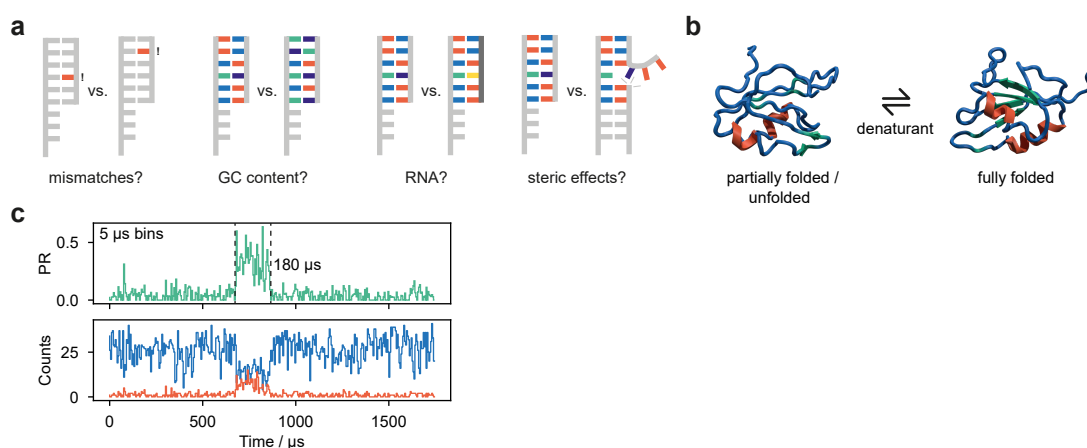 a
! vs. !
vs.
vs.
vs.
mismatches?
GC content?
RNA?
steric effects?
b
denaturant
partially folded /
unfolded
fully folded
c
5 µs bins
180 µs
PR
0.5
0.0
Counts
25
0
0
500
1000
1500
Time / µs